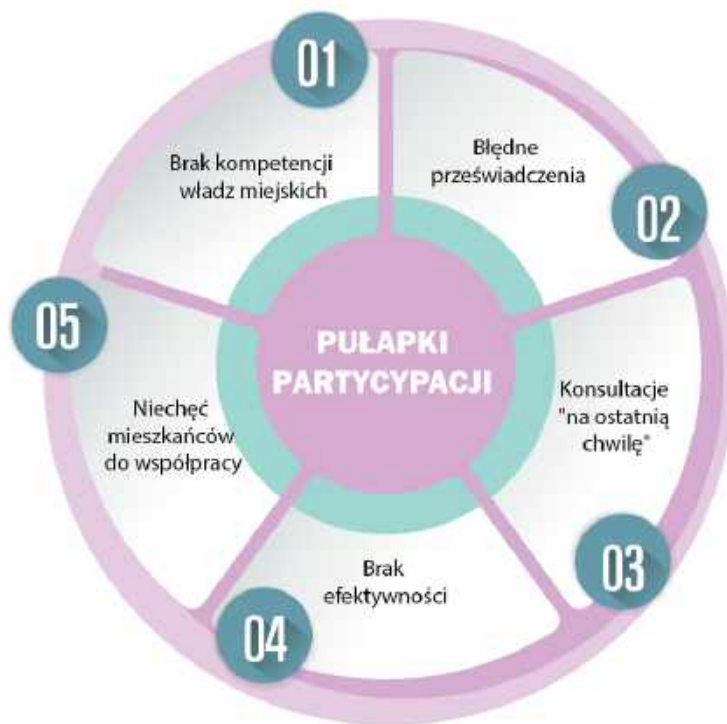 PUŁAPKI
PARTYCYPACJI
01
Brak kompetencji
władz miejskich
02
Błędne
przeświadczenia
03
Konsultacje
"na ostatnią
chwilę"
04
Brak
efektywności
05
Niechęć
mieszkańców
do współpracy